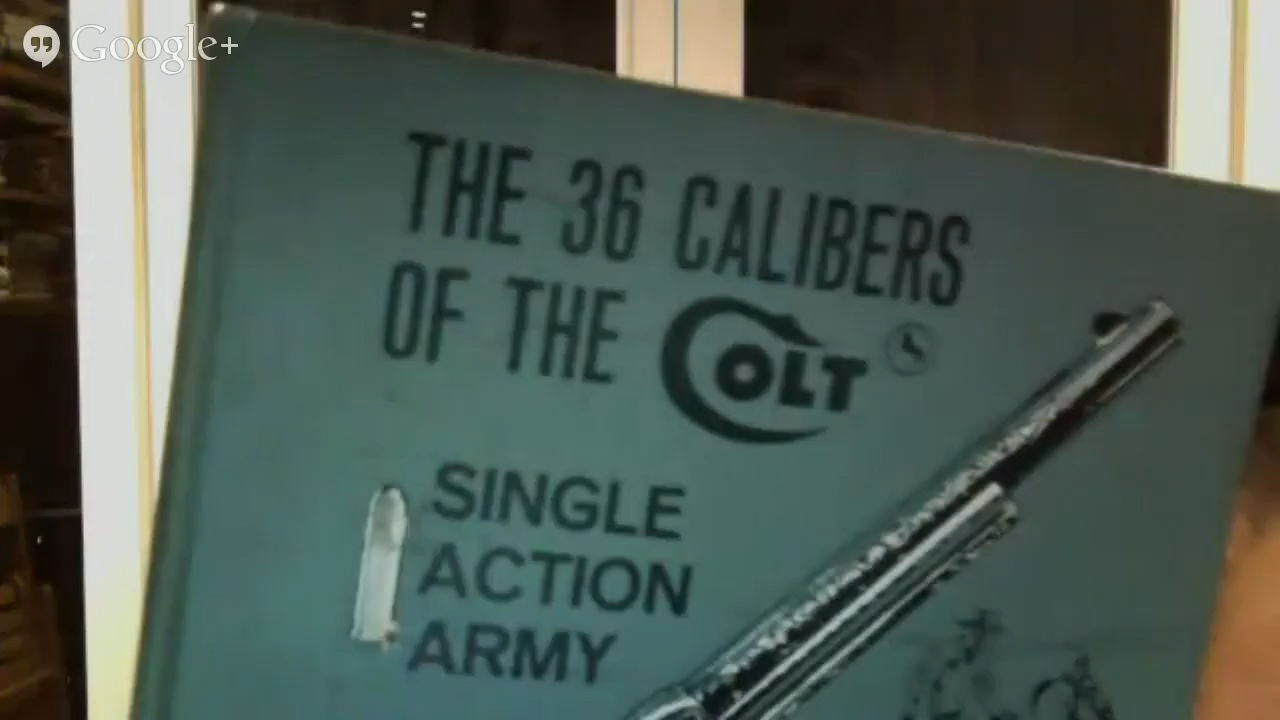 Google+
THE 36 CALIBERS
OF THE COLT
SINGLE
ACTION
ARMY